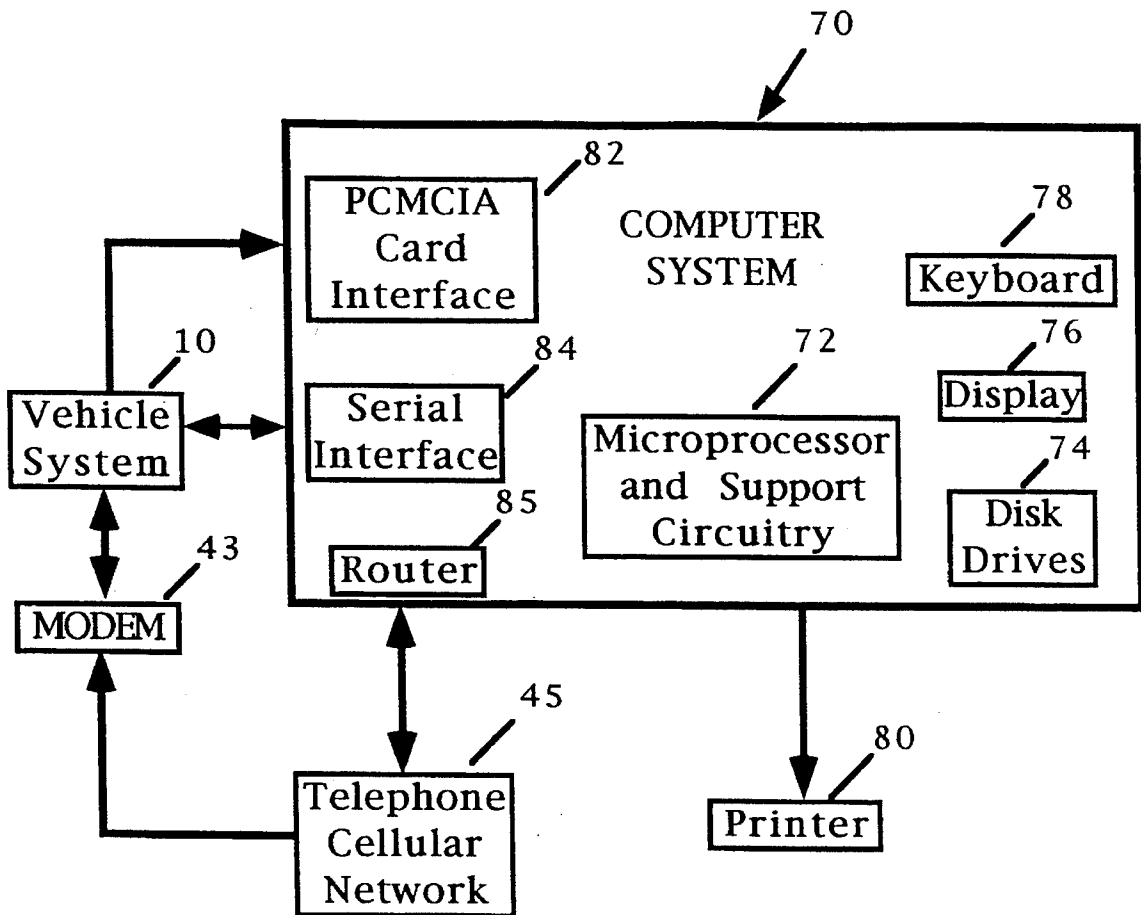 70
82
PCMCIA
Card
Interface
COMPUTER
SYSTEM
78
Keyboard
10
Vehicle
System
84
Serial
Interface
72
Microprocessor
and Support
Circuitry
76
Display
74
Disk
Drives
85
Router
43
MODEM
45
Telephone
Cellular
Network
80
Printer